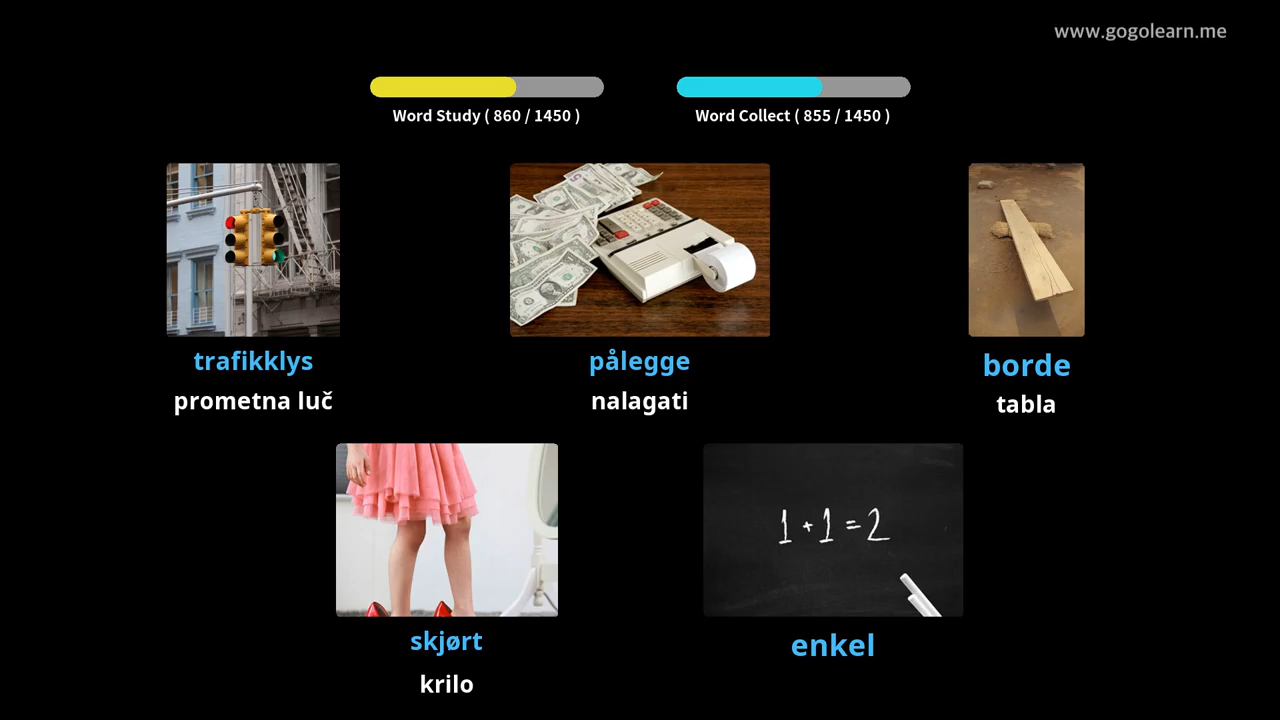 www.gogolearn.me
Word Study ( 860 / 1450 )
Word Collect ( 855 / 1450 )
trafikklys
pålegge
borde
prometna luč
nalagati
tabla
1 + 1 = 2
skjørt
enkel
krilo